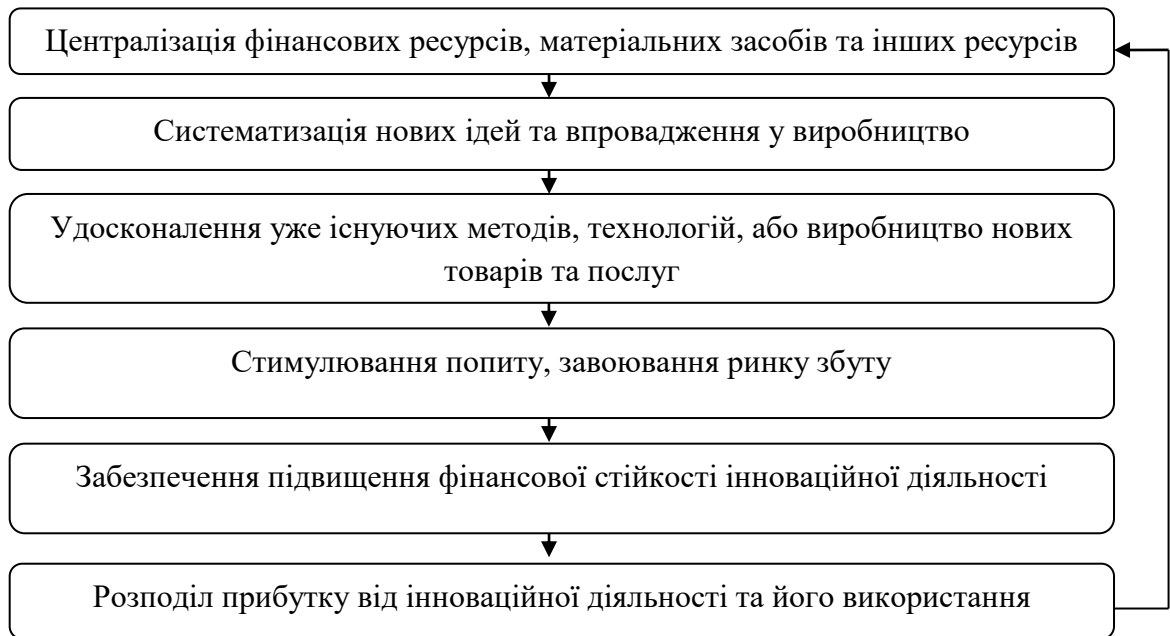 Централізація фінансових ресурсів, матеріальних засобів та інших ресурсів
Систематизація нових ідей та впровадження у виробництво
Удосконалення уже існуючих методів, технологій, або виробництво нових
товарів та послуг
Стимулювання попиту, завоювання ринку збуту
Забезпечення підвищення фінансової стійкості інноваційної діяльності
Розподіл прибутку від інноваційної діяльності та його використання